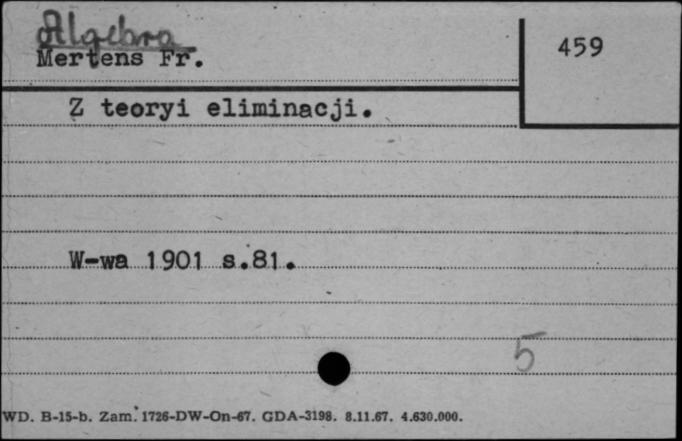 Algebra
Mertens Fr.
459
Z teoryi eliminacji.
W-wa 1901 s.81.
5
WD. B-15-b. Zam. 1726-DW-On-67. GDA-3198. 8.11.67. 4.630.000.